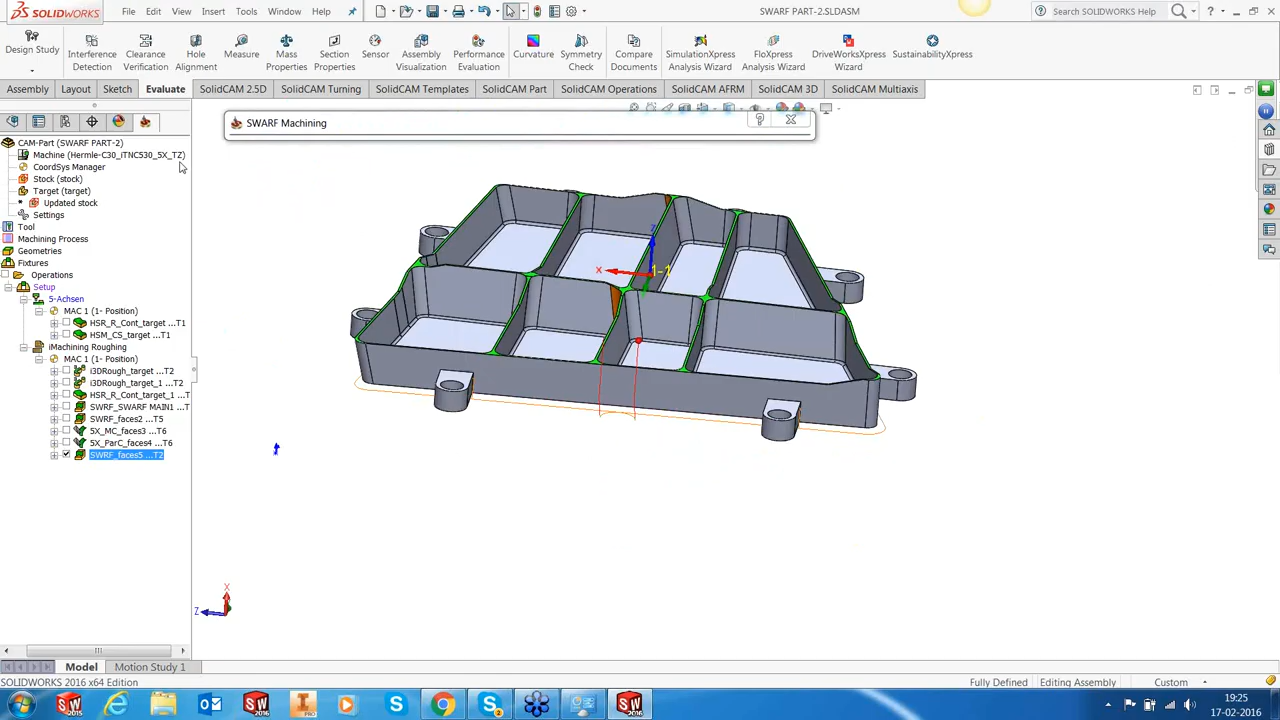 SOLIDWORKS File Edit View Insert Tools Window Help SWARF PART-2.SLDASM Search SOLIDWORKS Help
Design Study
Interference Detection
Clearance Verification
Hole Alignment
Measure
Mass Properties
Section Properties
Sensor
Assembly Visualization
Performance Evaluation
Curvature
Symmetry Check
Compare Documents
SimulationXpress Analysis Wizard
FloXpress Analysis Wizard
DriveWorksXpress Wizard
SustainabilityXpress
Assembly Layout Sketch Evaluate SolidCAM 2.5D SolidCAM Turning SolidCAM Templates SolidCAM Part SolidCAM Operations SolidCAM AFRM SolidCAM 3D SolidCAM Multiaxis
SWARF Machining
CAM-Part (SWARF PART-2)
Machine (Hermle-C30_iTNC530_5X_TZ)
CoordSys Manager
Stock (stock)
Target (target)
Updated stock
Settings
Tool
Machining Process
Geometries
Fixtures
Operations
Setup
5-Achsen
MAC 1 (1- Position)
HSR_R_Cont_target ...T1
HSM_CS_target ...T1
iMachining Roughing
MAC 1 (1- Position)
i3DRough_target ...T2
i3DRough_target_1 ...T2
HSR_R_Cont_target_1 ...T
SWRF_SWARF MAIN1 ...T
SWRF_faces2 ...T5
5X_MC_faces3 ...T6
5X_ParC_faces4 ...T6
SWRF_faces5 ...T2
Z
X
1-1
X
Z
Model Motion Study 1
SOLIDWORKS 2016 x64 Edition Fully Defined Editing Assembly Custom
19:25
17-02-2016